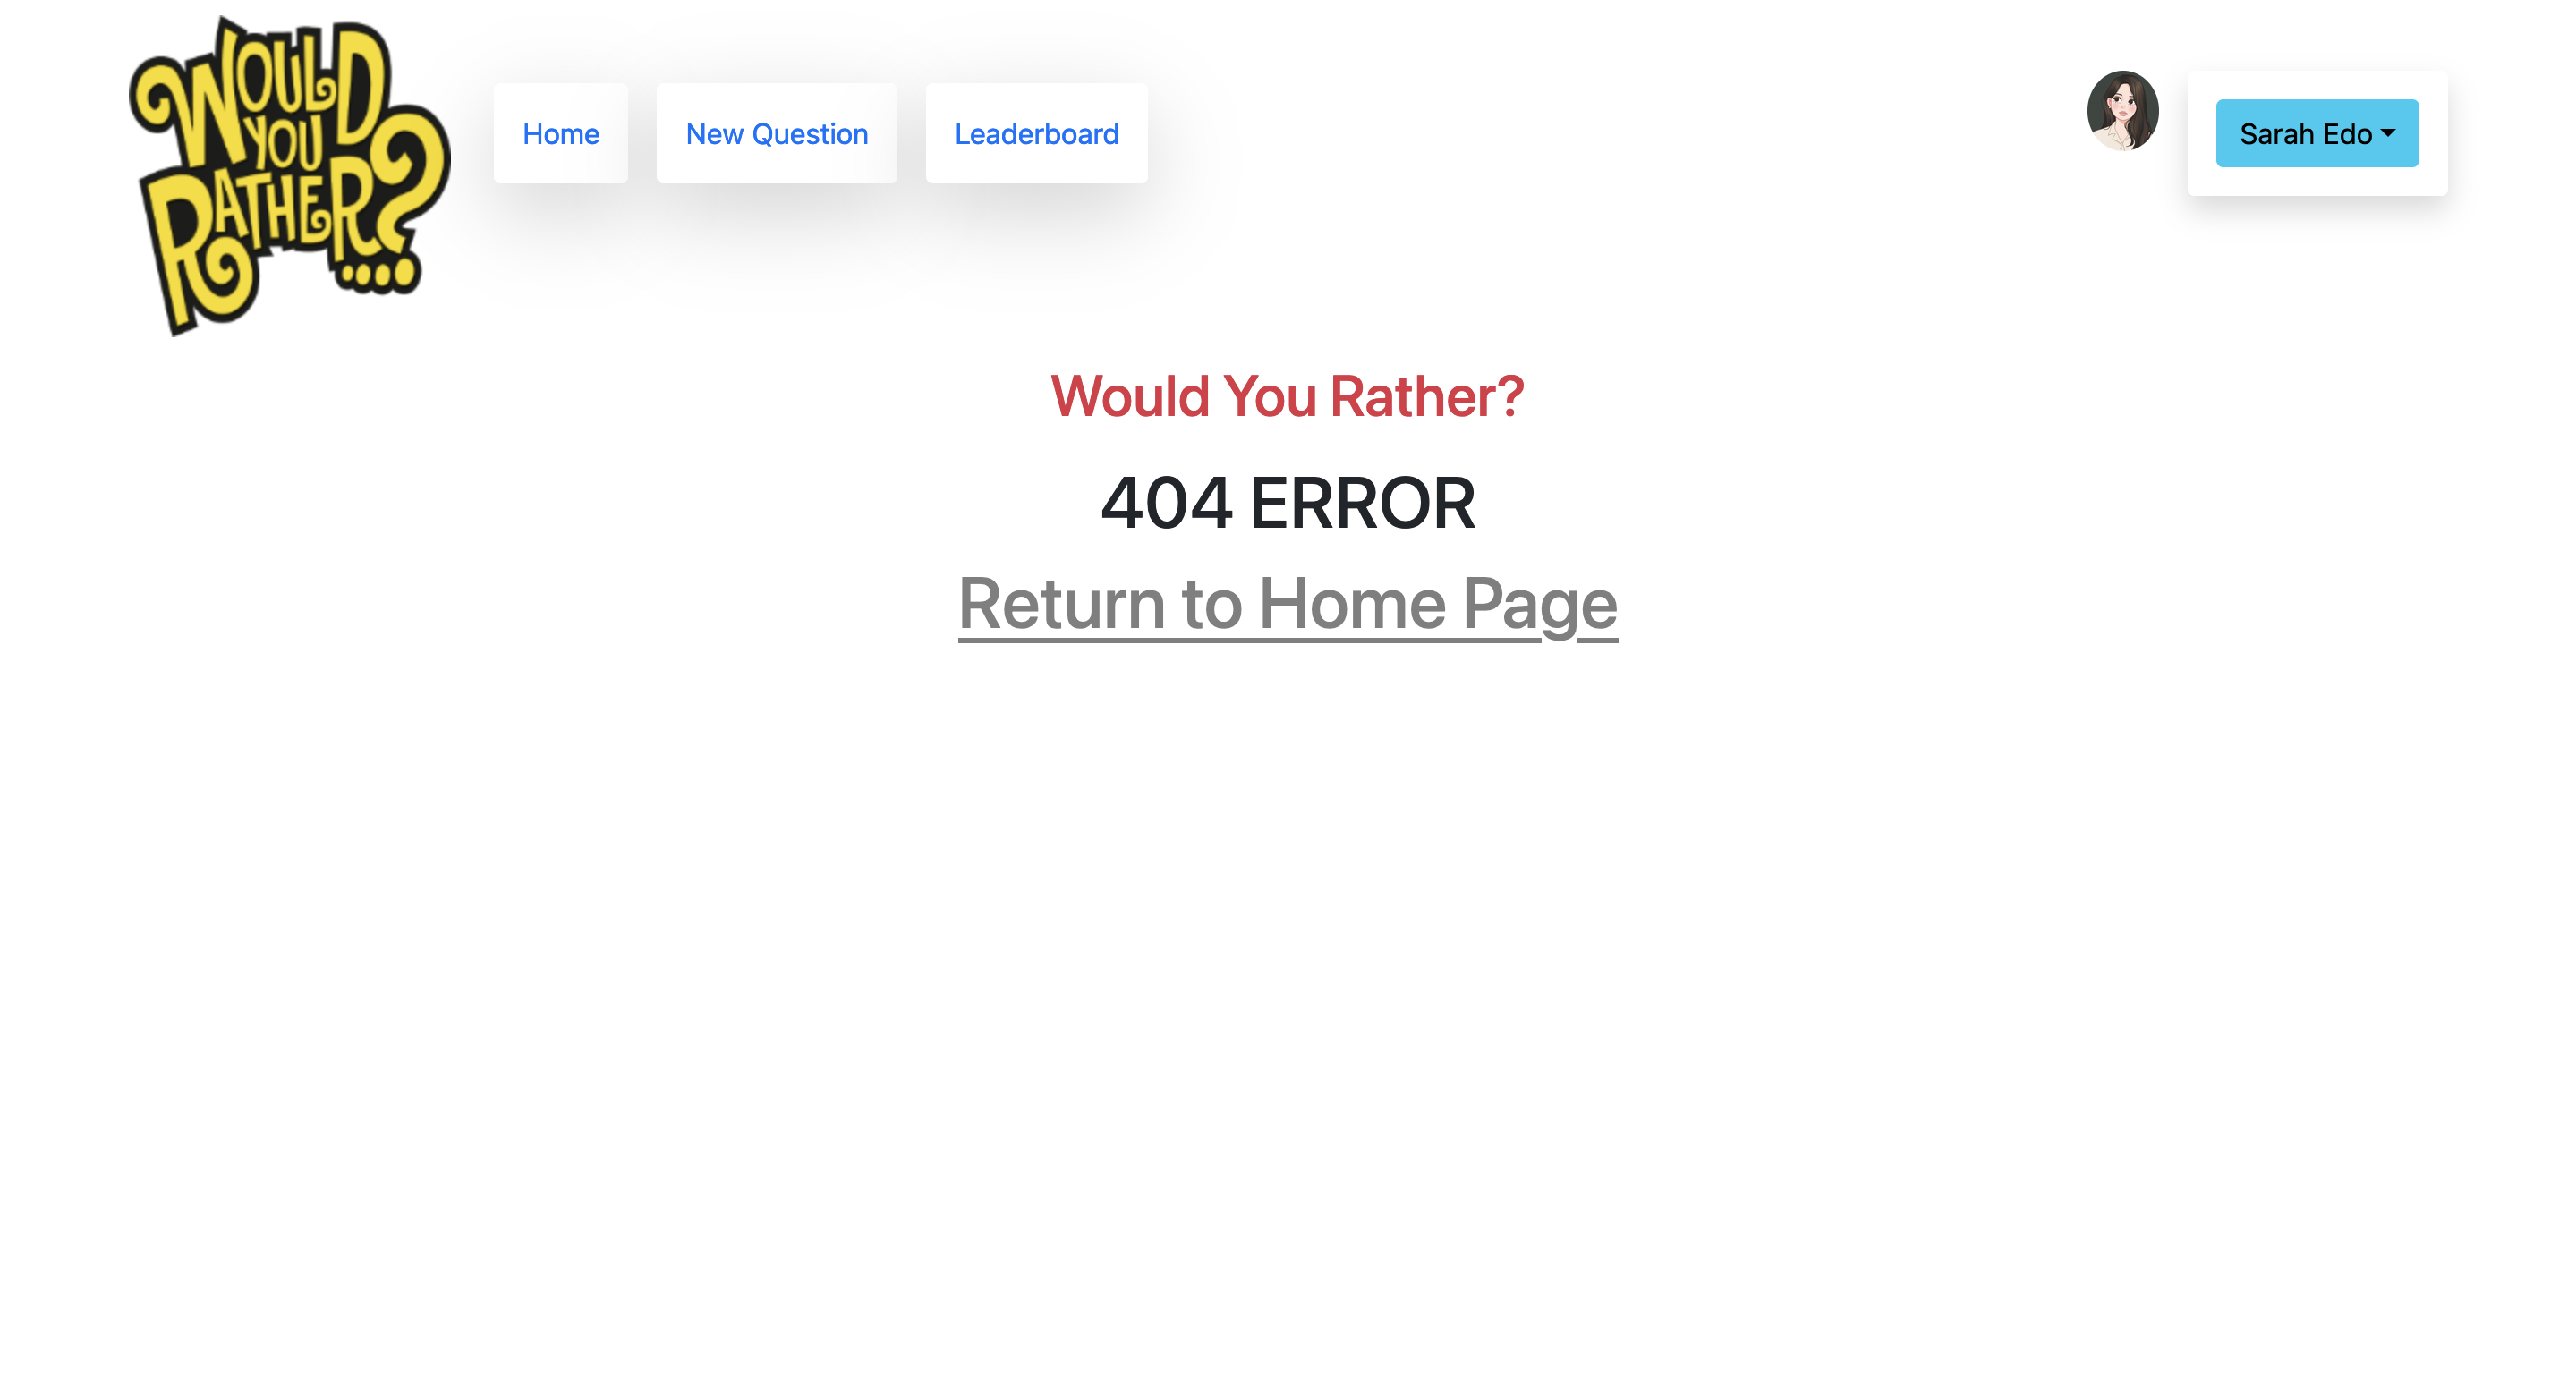 WOULD
YOU
RATHER?....
Home
New Question
Leaderboard
Sarah Edo
Would You Rather?
404 ERROR
Return to Home Page